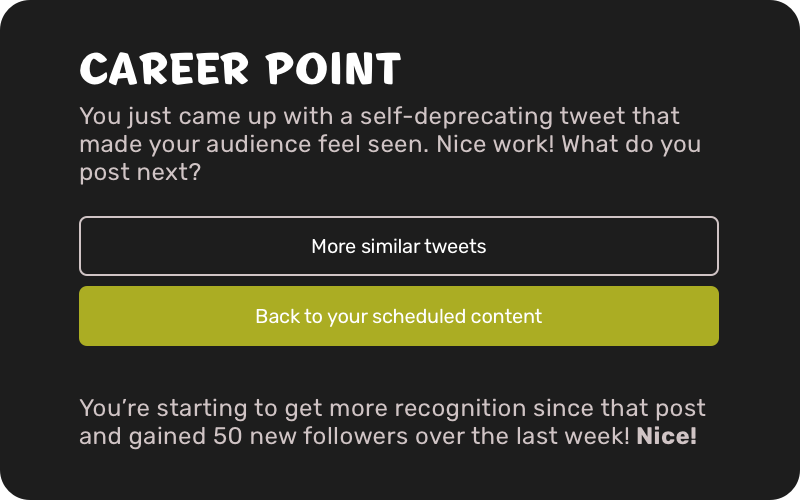 CAREER POINT
You just came up with a self-deprecating tweet that
made your audience feel seen. Nice work! What do you
post next?
More similar tweets
Back to your scheduled content
You’re starting to get more recognition since that post
and gained 50 new followers over the last week! Nice!